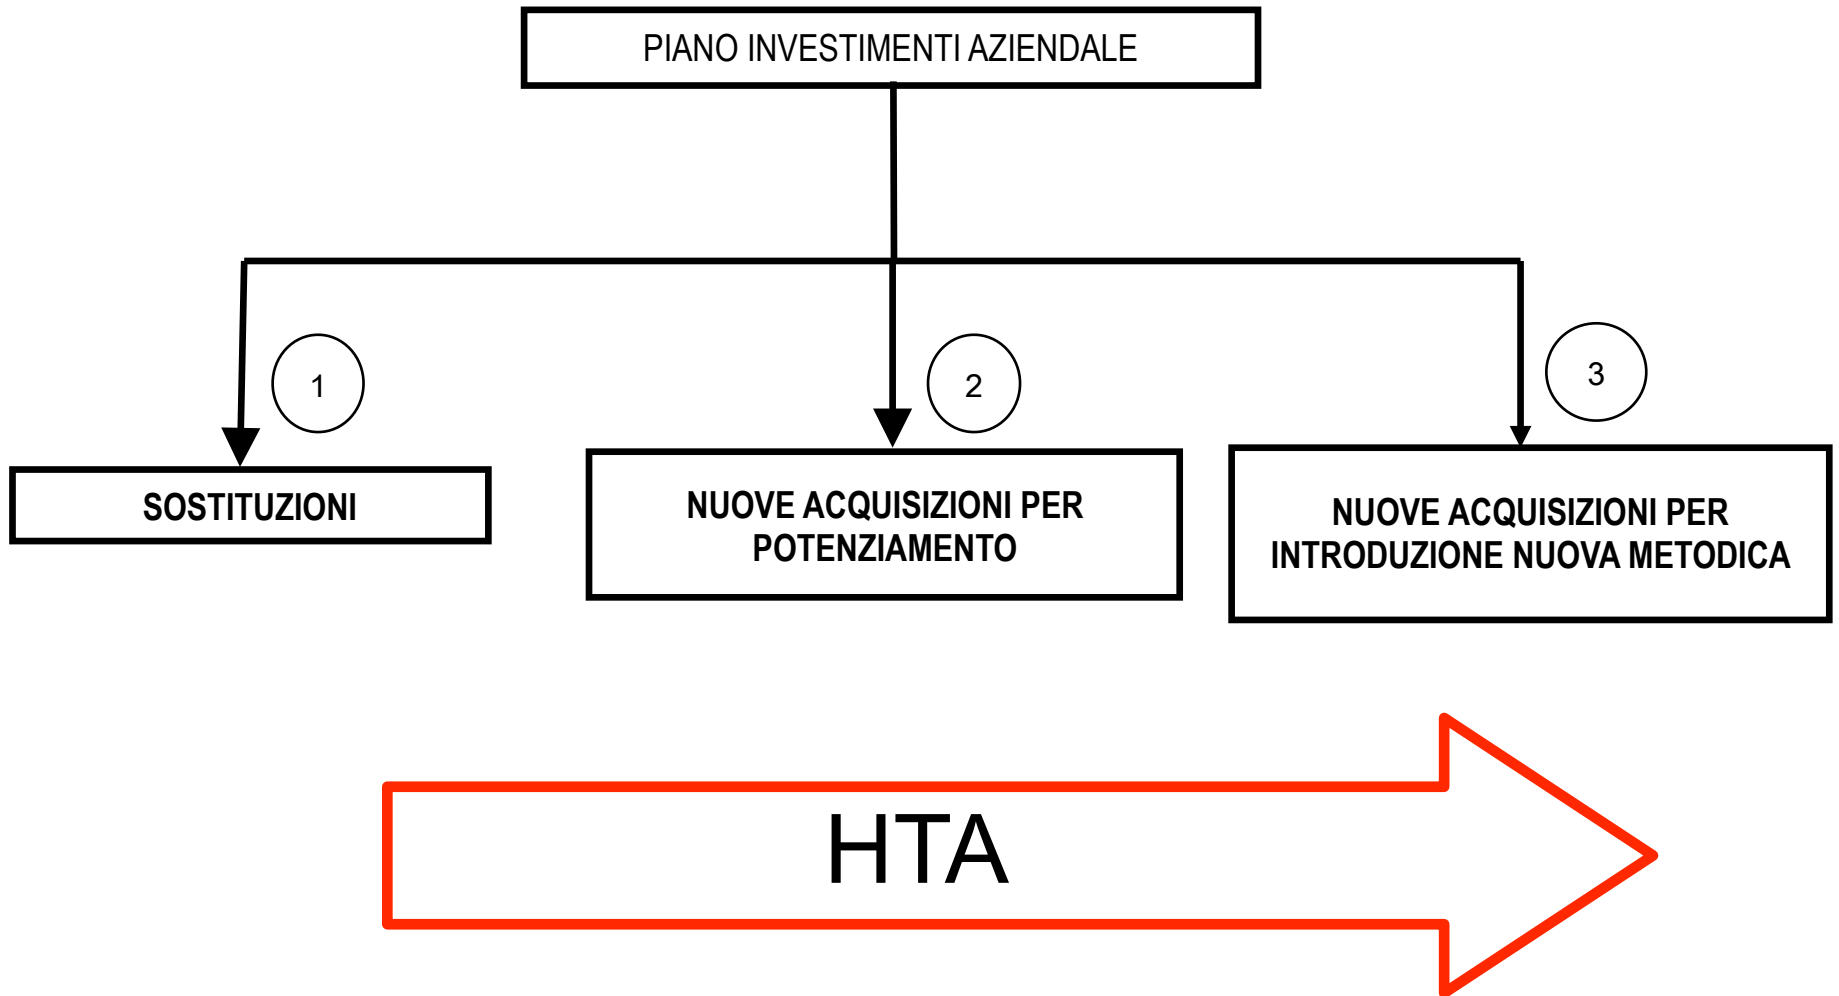 PIANO INVESTIMENTI AZIENDALE
1
2
3
SOSTITUZIONI
NUOVE ACQUISIZIONI PER
POTENZIAMENTO
NUOVE ACQUISIZIONI PER
INTRODUZIONE NUOVA METODICA
HTA